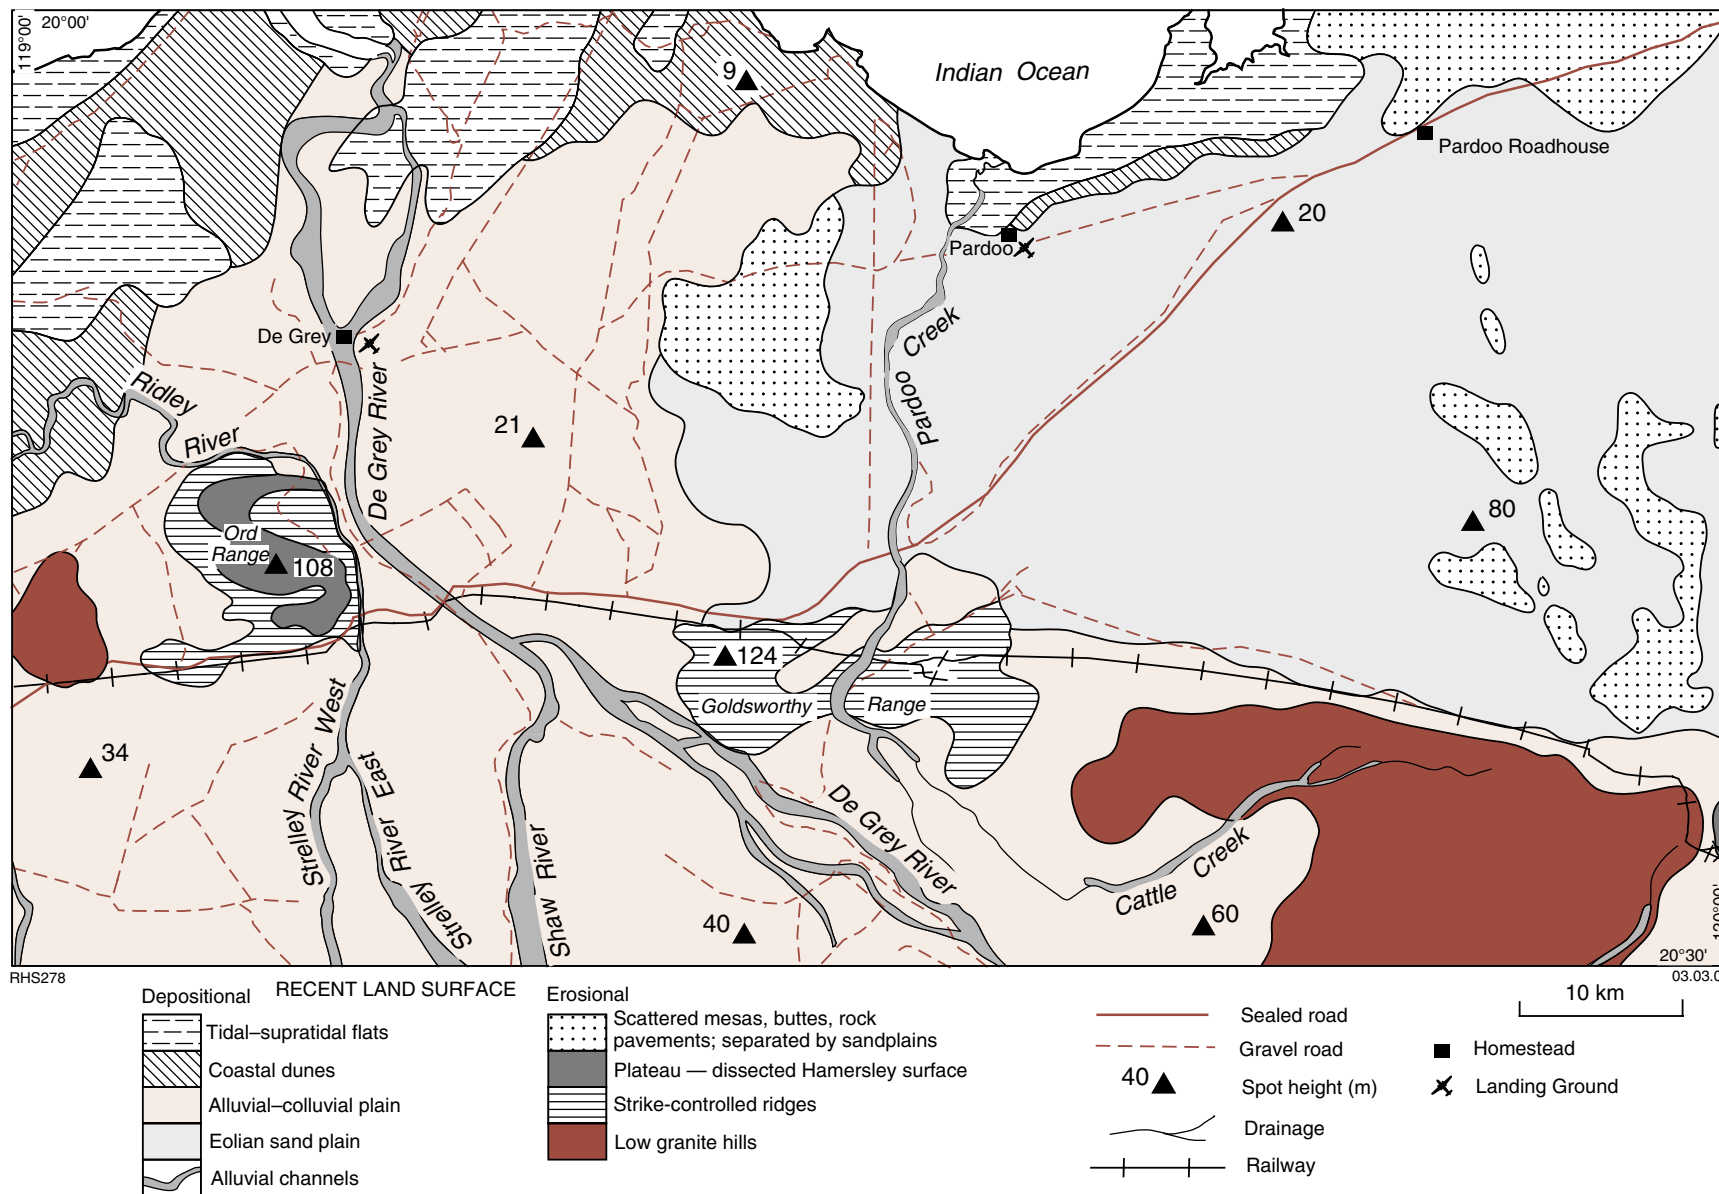 119°00'
20°00'
9
Indian Ocean
Pardoo Roadhouse
20
Pardoo
De Grey
Pardoo Creek
Ridley River
De Grey River
21
80
Ord
Range
108
124
Goldsworthy Range
34
Strelley River West
Strelley River East
Shaw River
De Grey River
Cattle Creek
40
60
120°00'
20°30'
RHS278
03.03.0
RECENT LAND SURFACE
Depositional
Tidal–supratidal flats
Coastal dunes
Alluvial–colluvial plain
Eolian sand plain
Alluvial channels
Erosional
Scattered mesas, buttes, rock
pavements; separated by sandplains
Plateau — dissected Hamersley surface
Strike-controlled ridges
Low granite hills
10 km
Sealed road
Gravel road
40
Spot height (m)
Drainage
Railway
Homestead
Landing Ground